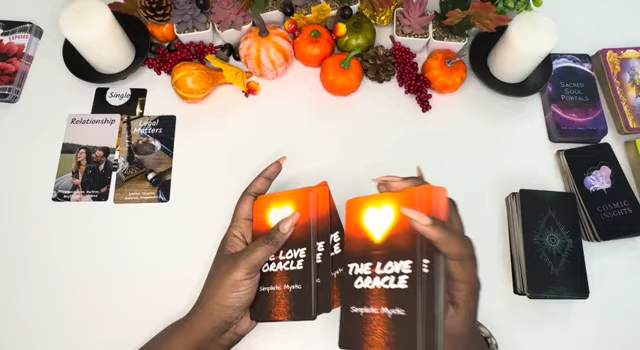 EXPOSED
Single
Relationship
Legal
Matters
THE LOVE
ORACLE
Simplistic Mystic
THE LOVE
ORACLE
Simplistic Mystic
SACRED
SOUL
PORTALS
COSMIC
INSIGHTS